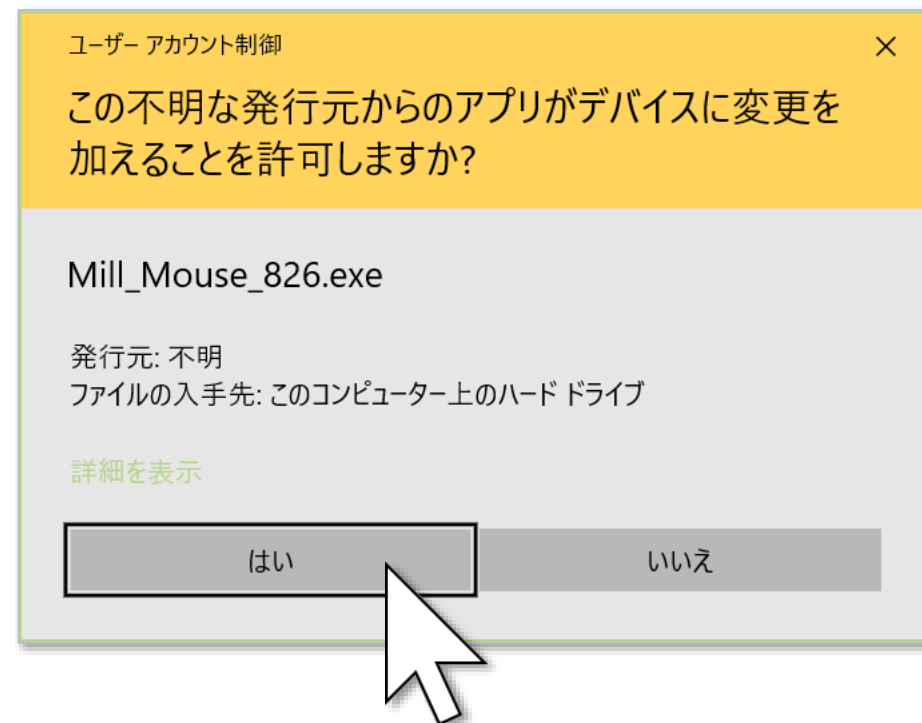 ユーザー アカウント制御
この不明な発行元からのアプリがデバイスに変更を
加えることを許可しますか?
Mill_Mouse_826.exe
発行元: 不明
ファイルの入手先: このコンピューター上のハード ドライブ
詳細を表示
はい
いいえ